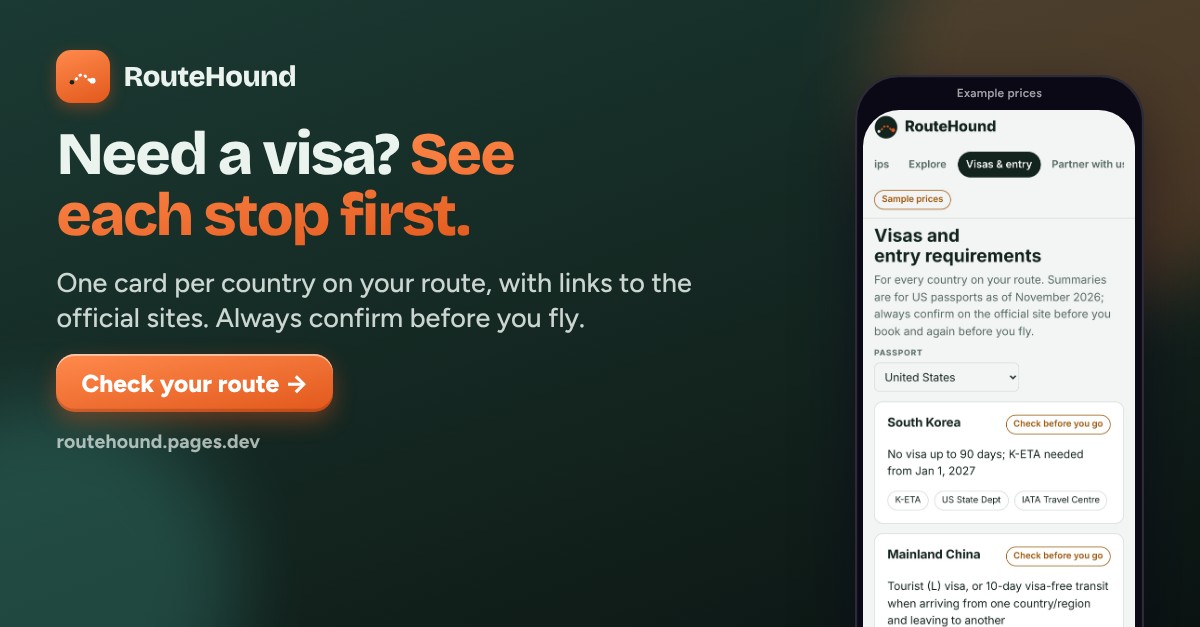 RouteHound
Need a visa? See
each stop first.
One card per country on your route, with links to the
official sites. Always confirm before you fly.
Check your route →
routehound.pages.dev
Example prices
RouteHound
ips Explore Visas & entry Partner with us
Sample prices
Visas and
entry requirements
For every country on your route. Summaries
are for US passports as of November 2026;
always confirm on the official site before you
book and again before you fly.
PASSPORT
United States
South Korea Check before you go
No visa up to 90 days; K-ETA needed
from Jan 1, 2027
K-ETA US State Dept IATA Travel Centre
Mainland China Check before you go
Tourist (L) visa, or 10-day visa-free transit
when arriving from one country/region
and leaving to another